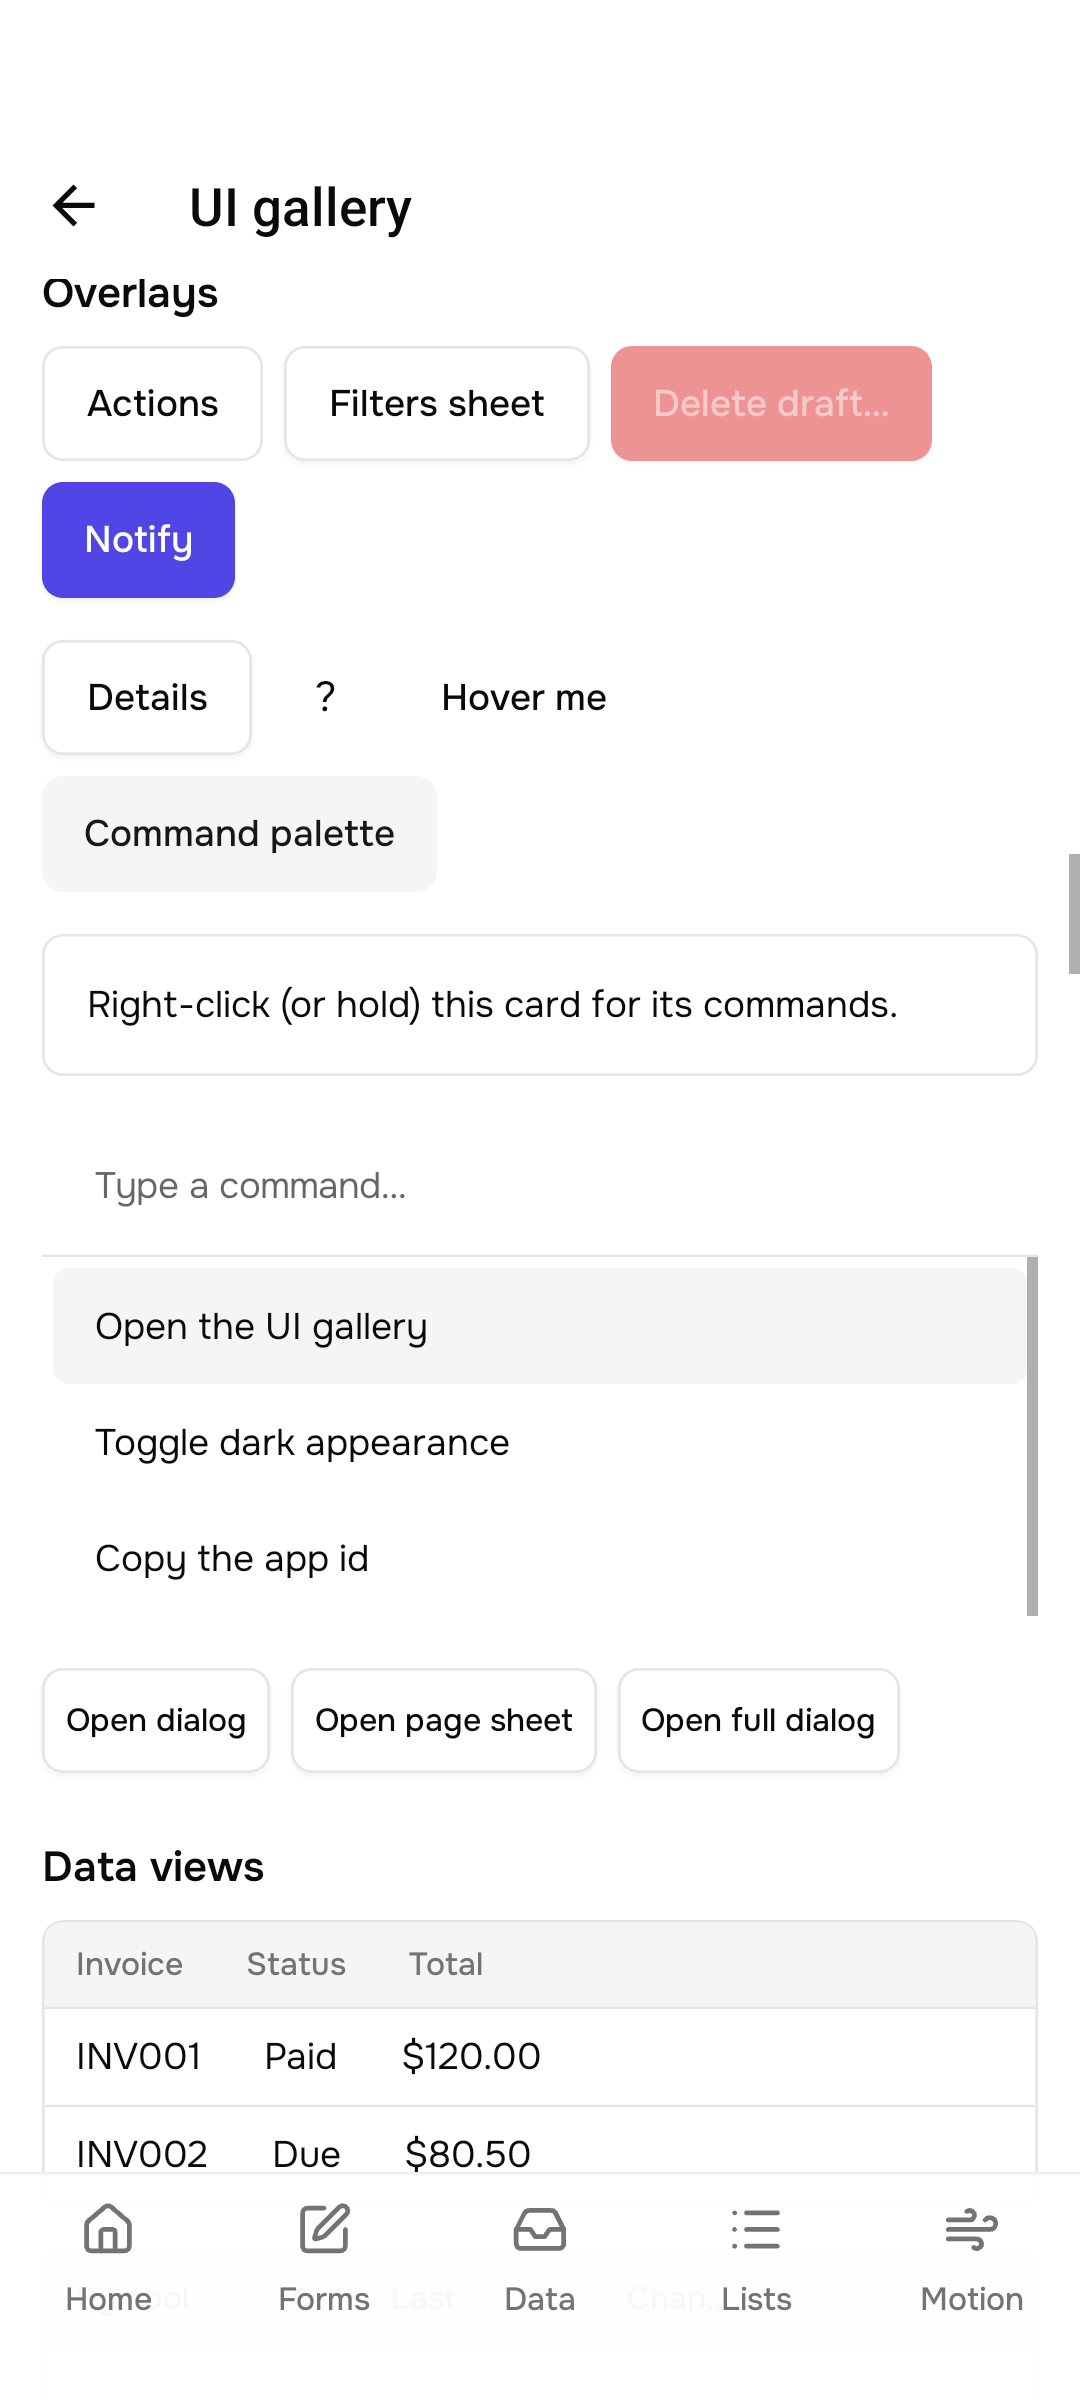 UI gallery
Overlays
Actions
Filters sheet
Delete draft...
Notify
Details
?
Hover me
Command palette
Right-click (or hold) this card for its commands.
Type a command...
Open the UI gallery
Toggle dark appearance
Copy the app id
Open dialog
Open page sheet
Open full dialog
Data views
Invoice Status Total
INV001 Paid $120.00
INV002 Due $80.50
Last Chan...
Home Forms Data Lists Motion